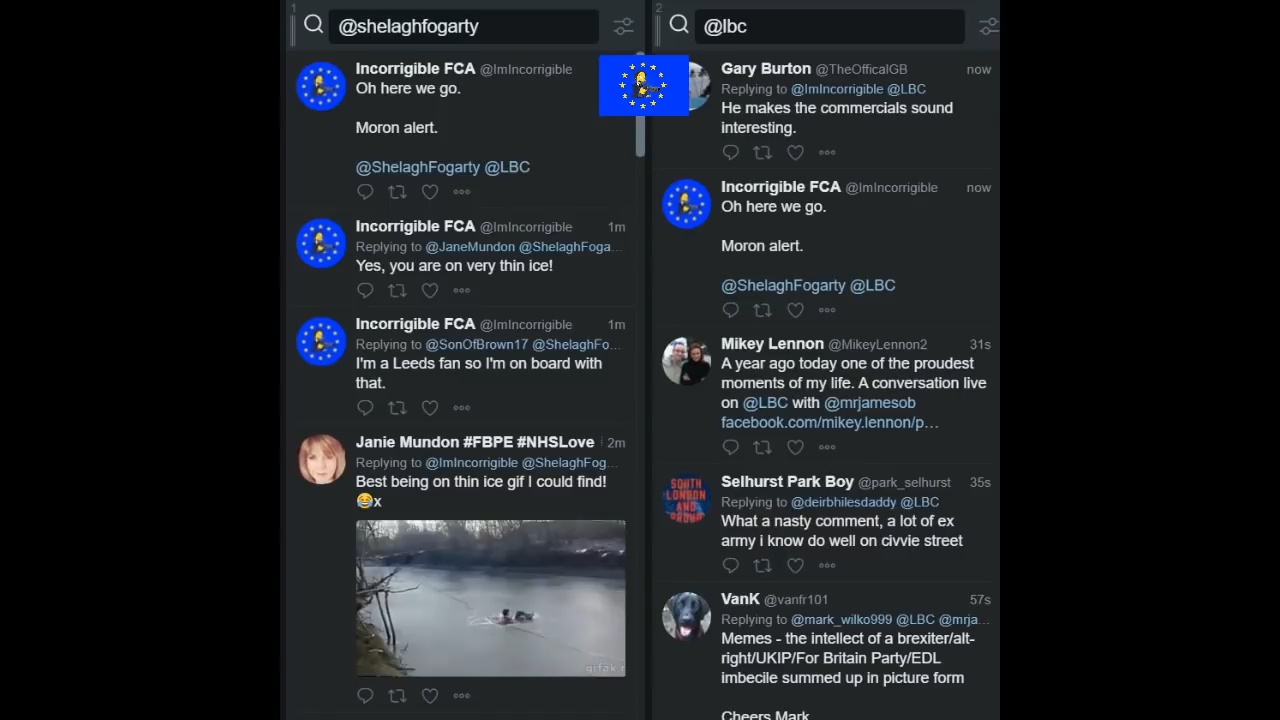 1
@shelaghfogarty
Incorrigible FCA @ImIncorrigible
Oh here we go.
Moron alert.
@ShelaghFogarty @LBC
Incorrigible FCA @ImIncorrigible 1m
Replying to @JaneMundon @ShelaghFoga...
Yes, you are on very thin ice!
Incorrigible FCA @ImIncorrigible 1m
Replying to @SonOfBrown17 @ShelaghFo...
I'm a Leeds fan so I'm on board with
that.
Janie Mundon #FBPE #NHSLove 2m
Replying to @ImIncorrigible @ShelaghFog...
Best being on thin ice gif I could find!
😂x
gifak.r
2
@lbc
Gary Burton @TheOfficalGB now
Replying to @ImIncorrigible @LBC
He makes the commercials sound
interesting.
Incorrigible FCA @ImIncorrigible now
Oh here we go.
Moron alert.
@ShelaghFogarty @LBC
Mikey Lennon @MikeyLennon2 31s
A year ago today one of the proudest
moments of my life. A conversation live
on @LBC with @mrjamesob
facebook.com/mikey.lennon/p…
Selhurst Park Boy @park_selhurst 35s
Replying to @deirbhilesdaddy @LBC
What a nasty comment, a lot of ex
army i know do well on civvie street
SOUTH
LONDON
AND
PROUD
VanK @vanfr101 57s
Replying to @mark_wilko999 @LBC @mrja...
Memes - the intellect of a brexiter/alt-
right/UKIP/For Britain Party/EDL
imbecile summed up in picture form
Cheers Mark